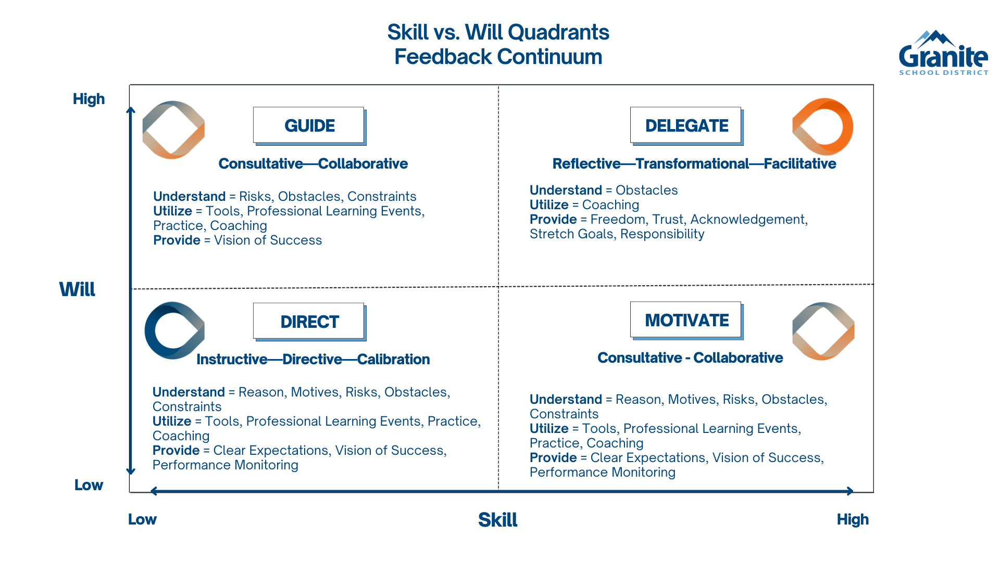 Skill vs. Will Quadrants
Feedback Continuum
Granite
SCHOOL DISTRICT
High
GUIDE
Consultative—Collaborative
Understand = Risks, Obstacles, Constraints
Utilize = Tools, Professional Learning Events,
Practice, Coaching
Provide = Vision of Success
DELEGATE
Reflective—Transformational—Facilitative
Understand = Obstacles
Utilize = Coaching
Provide = Freedom, Trust, Acknowledgement,
Stretch Goals, Responsibility
Will
DIRECT
Instructive—Directive—Calibration
Understand = Reason, Motives, Risks, Obstacles,
Constraints
Utilize = Tools, Professional Learning Events, Practice,
Coaching
Provide = Clear Expectations, Vision of Success,
Performance Monitoring
MOTIVATE
Consultative - Collaborative
Understand = Reason, Motives, Risks, Obstacles,
Constraints
Utilize = Tools, Professional Learning Events,
Practice, Coaching
Provide = Clear Expectations, Vision of Success,
Performance Monitoring
Low
Low
Skill
High